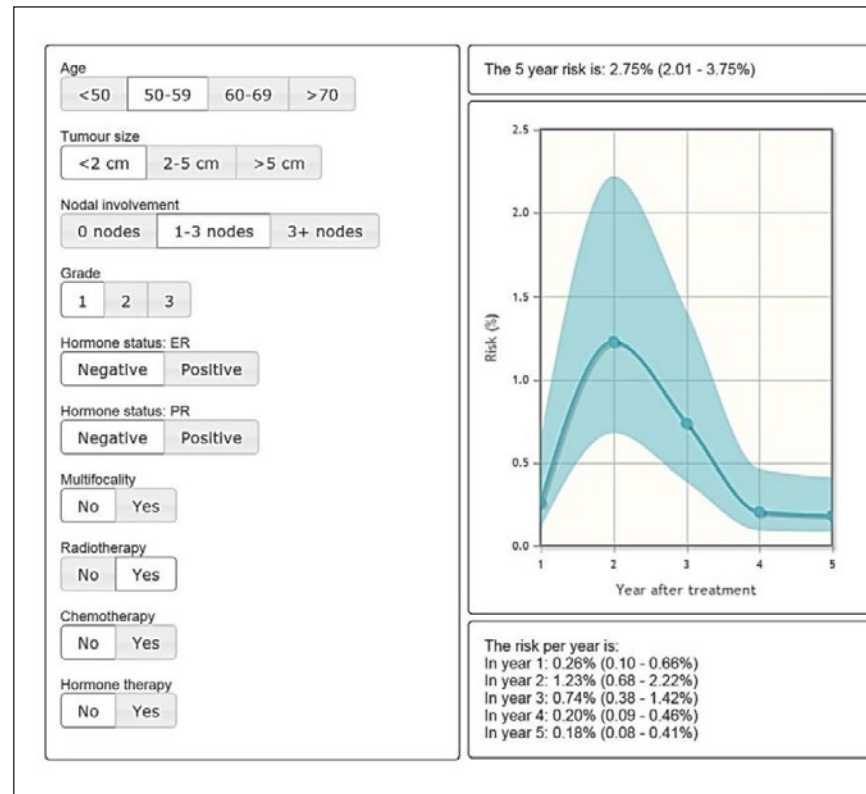 Age
<50 50-59 60-69 >70
Tumour size
<2 cm 2-5 cm >5 cm
Nodal involvement
0 nodes 1-3 nodes 3+ nodes
Grade
1 2 3
Hormone status: ER
Negative Positive
Hormone status: PR
Negative Positive
Multifocality
No Yes
Radiotherapy
No Yes
Chemotherapy
No Yes
Hormone therapy
No Yes
The 5 year risk is: 2.75% (2.01 - 3.75%)
2.5
2.0
1.5
1.0
0.5
0.0
Risk (%)
1 2 3 4 5
Year after treatment
The risk per year is:
In year 1: 0.26% (0.10 - 0.66%)
In year 2: 1.23% (0.68 - 2.22%)
In year 3: 0.74% (0.38 - 1.42%)
In year 4: 0.20% (0.09 - 0.46%)
In year 5: 0.18% (0.08 - 0.41%)